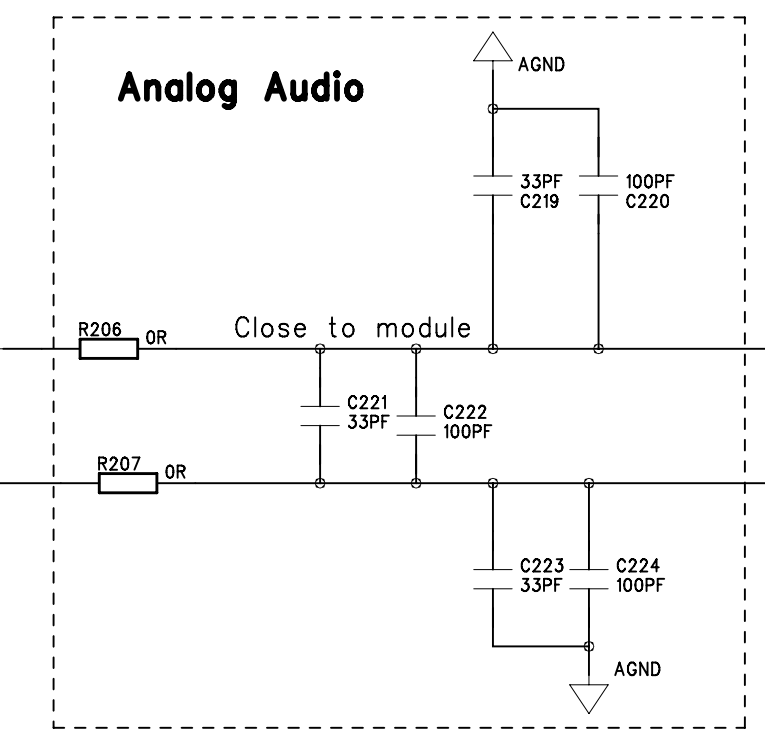 Analog Audio
AGND
33PF
C219
100PF
C220
R206
0R
Close to module
C221
33PF
C222
100PF
R207
0R
C223
33PF
C224
100PF
AGND